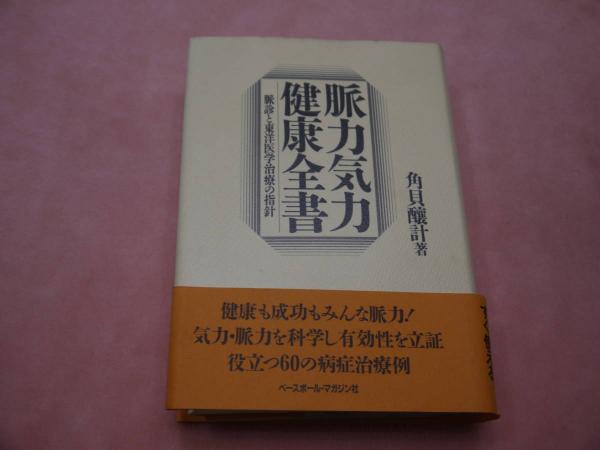 脈力気力
健康全書
脈診と東洋医学・治療の指針
角貝釀計著
健康も成功もみんな脈力!
気力・脈力を科学し有効性を立証
役立つ60の病症治療例
ベースボール・マガジン社